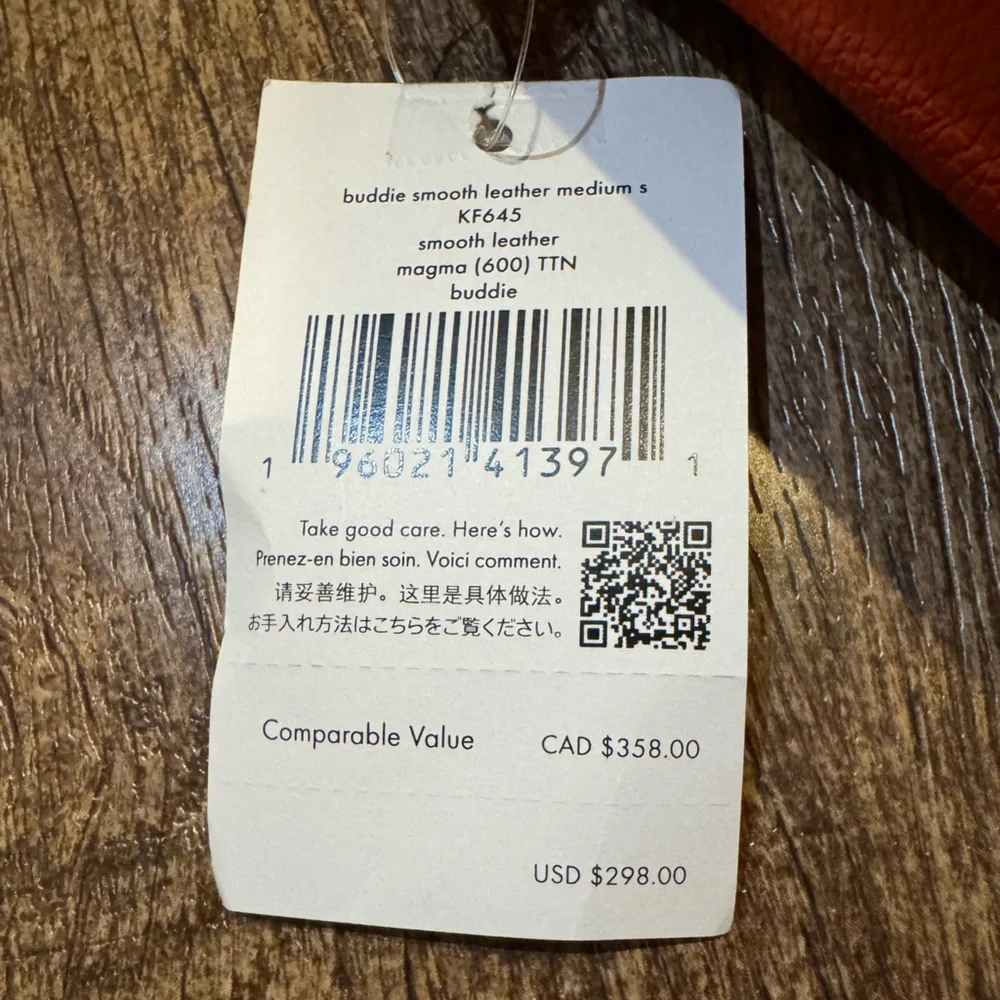 buddie smooth leather medium s
KF645
smooth leather
magma (600) TTN
buddie
1 96021 41397 1
Take good care. Here's how.
Prenez-en bien soin. Voici comment.
请妥善维护。这里是具体做法。
お手入れ方法はこちらをご覧ください。
Comparable Value CAD $358.00
USD $298.00